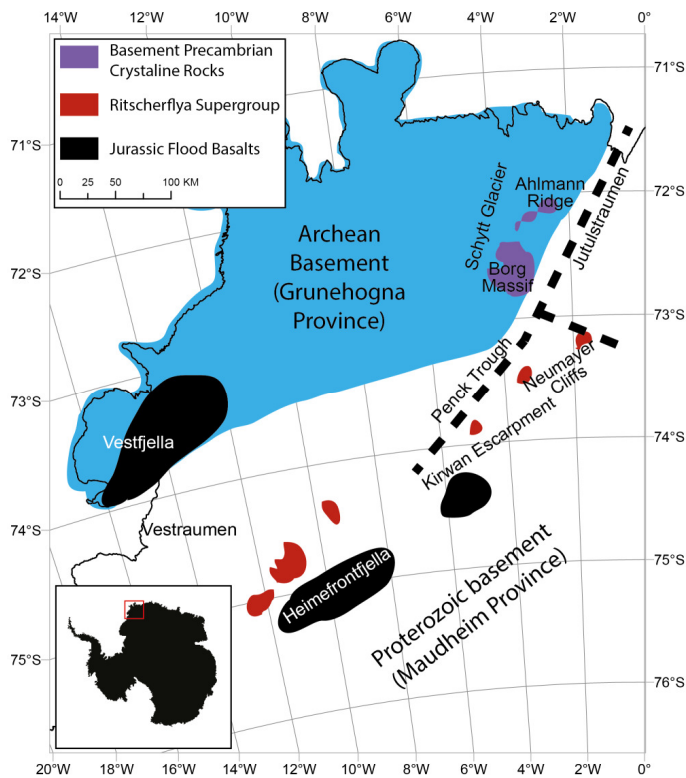 14°W 12°W 10°W 8°W 6°W 4°W 2°W 0°
Basement Precambrian
Crystaline Rocks
Ritscherflya Supergroup
Jurassic Flood Basalts
0 25 50 100 KM
71°S
72°S
73°S
74°S
75°S
71°S
72°S
73°S
74°S
75°S
76°S
Schytt Glacier
Ahlmann
Ridge
Jutulstraumen
Archean
Basement
(Grunehogna
Province)
Borg
Massif
Penck Trough
Neumayer
Cliffs
Kirwan Escarpment
Vestfjella
Vestraumen
Heimefrontfjella
Proterozoic basement
(Maudheim Province)
20°W 18°W 16°W 14°W 12°W 10°W 8°W 6°W 4°W 2°W 0°